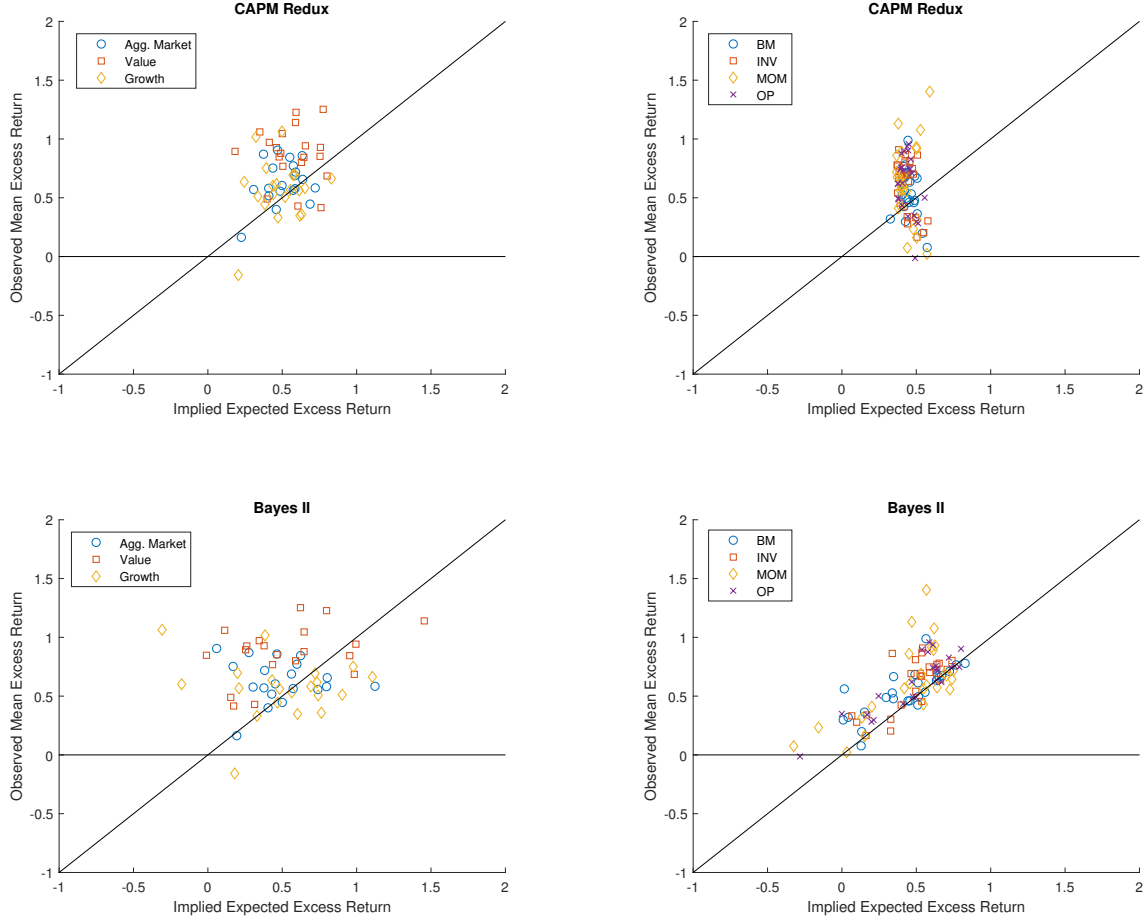 CAPM Redux
2
1.5
1
0.5
0
-0.5
-1
Observed Mean Excess Return
Agg. Market
Value
Growth
-1 -0.5 0 0.5 1 1.5 2
Implied Expected Excess Return
CAPM Redux
2
1.5
1
0.5
0
-0.5
-1
Observed Mean Excess Return
BM
INV
MOM
OP
-1 -0.5 0 0.5 1 1.5 2
Implied Expected Excess Return
Bayes II
2
1.5
1
0.5
0
-0.5
-1
Observed Mean Excess Return
Agg. Market
Value
Growth
-1 -0.5 0 0.5 1 1.5 2
Implied Expected Excess Return
Bayes II
2
1.5
1
0.5
0
-0.5
-1
Observed Mean Excess Return
BM
INV
MOM
OP
-1 -0.5 0 0.5 1 1.5 2
Implied Expected Excess Return